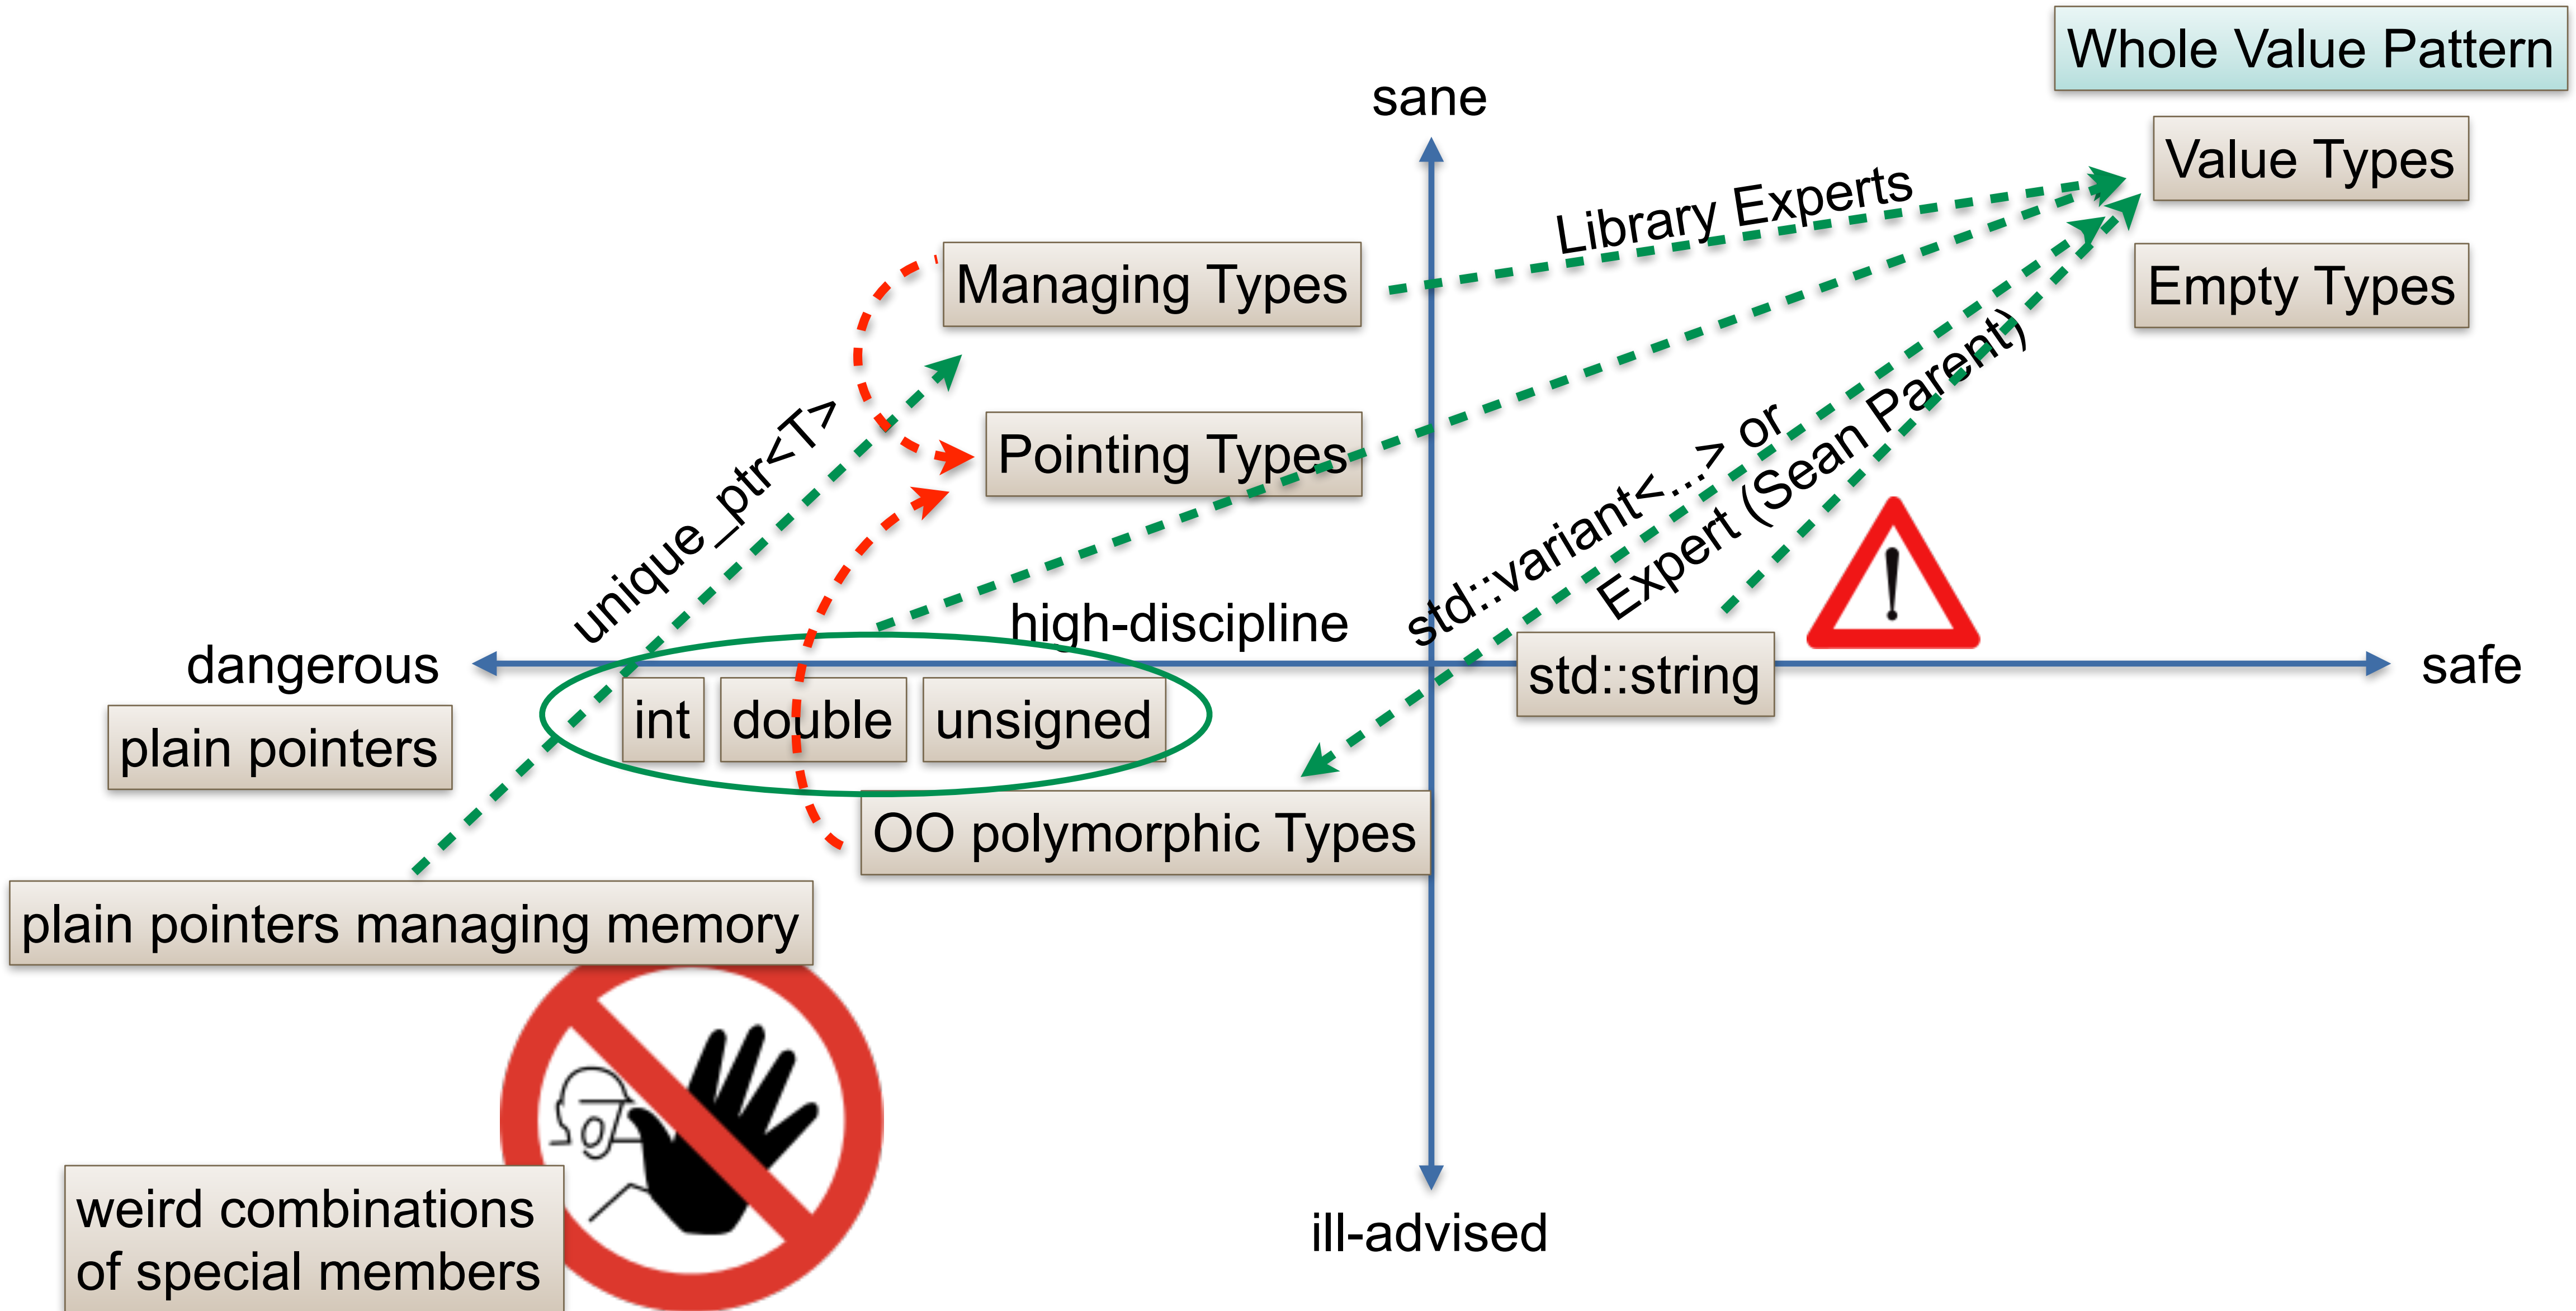 Whole Value Pattern
sane
Value Types
Library Experts
Managing Types
Empty Types
unique_ptr<T>
Pointing Types
std::variant<...> or
Expert (Sean Parent)
high-discipline
dangerous
safe
std::string
int
double
unsigned
plain pointers
OO polymorphic Types
plain pointers managing memory
weird combinations
of special members
ill-advised